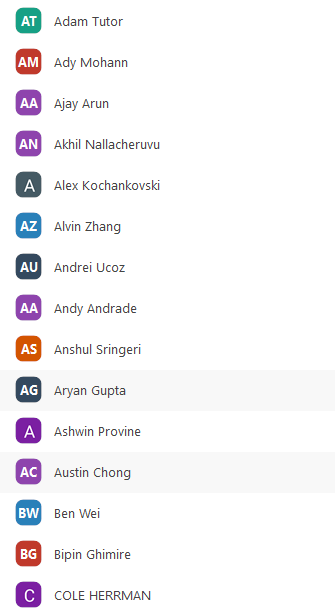 AT Adam Tutor
AM Ady Mohann
AA Ajay Arun
AN Akhil Nallacheruvu
A Alex Kochankovski
AZ Alvin Zhang
AU Andrei Ucoz
AA Andy Andrade
AS Anshul Sringeri
AG Aryan Gupta
A Ashwin Provine
AC Austin Chong
BW Ben Wei
BG Bipin Ghimire
C COLE HERRMAN